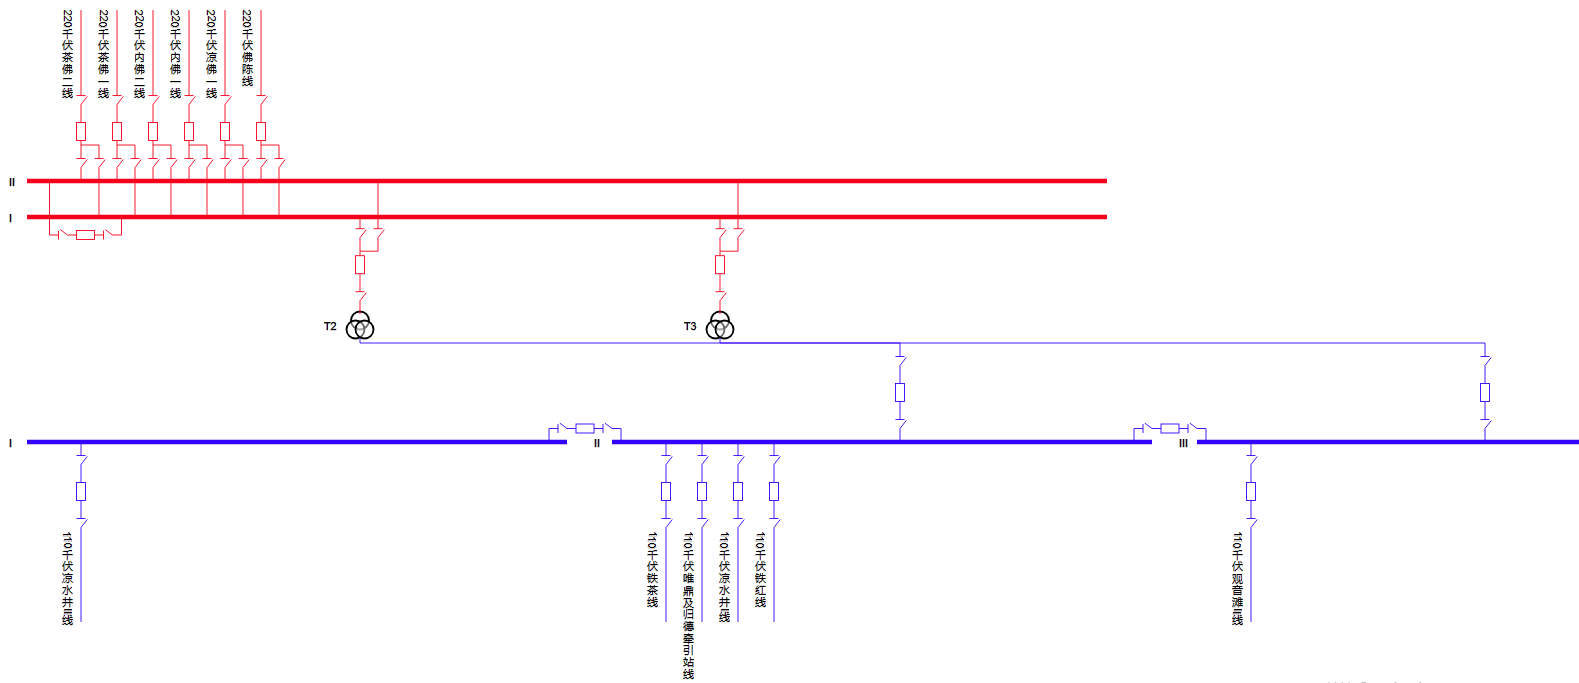 220千伏茶佛二线
220千伏茶佛一线
220千伏内佛二线
220千伏内佛一线
220千伏凉佛一线
220千伏佛陈线
II
I
T2
T3
I
II
III
110千伏凉水井
110千伏铁茶线
110千伏唯鼎及归德牵引站线
110千伏凉水井
110千伏铁红线
110千伏观音滩